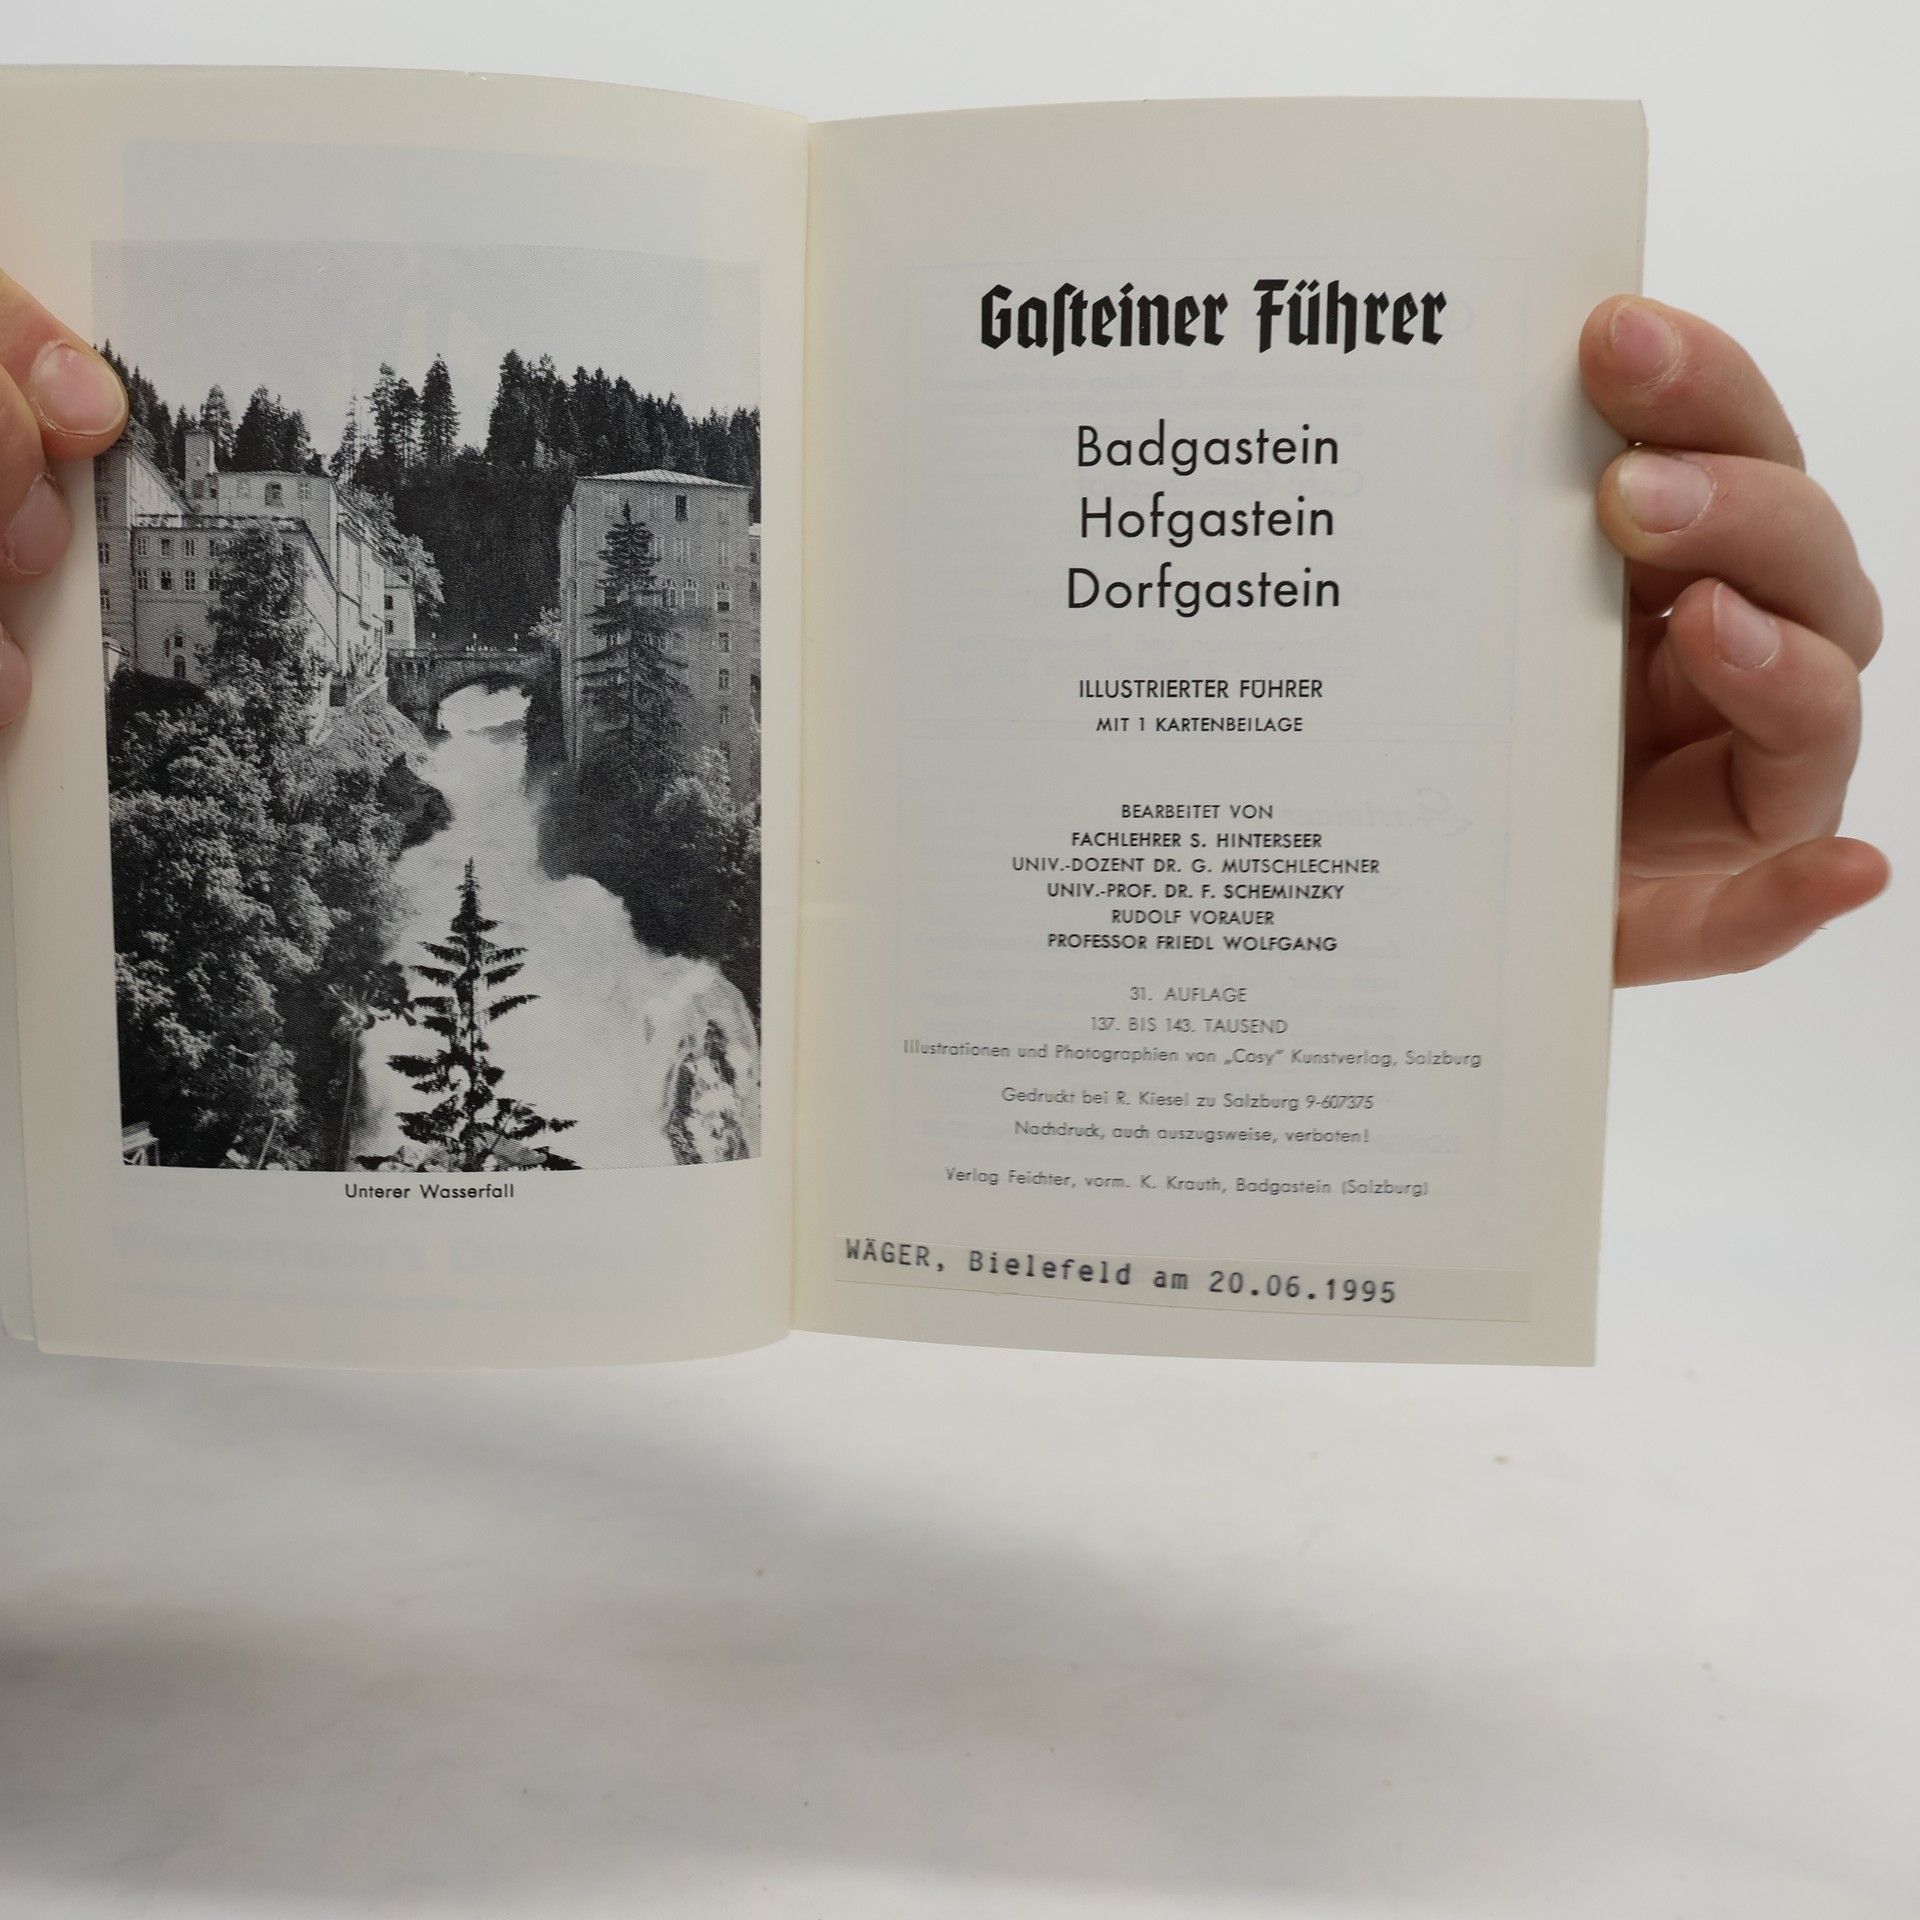 Unterer Wasserfall
Gaſteiner Führer
Badgastein
Hofgastein
Dorfgastein
ILLUSTRIERTER FÜHRER
MIT 1 KARTENBEILAGE
BEARBEITET VON
FACHLEHRER S. HINTERSEER
UNIV.-DOZENT DR. G. MUTSCHLECHNER
UNIV.-PROF. DR. F. SCHEMINZKY
RUDOLF VORAUER
PROFESSOR FRIEDL WOLFGANG
31. AUFLAGE
137. BIS 143. TAUSEND
Illustrationen und Photographien von „Cosy“ Kunstverlag, Salzburg
Gedruckt bei R. Kiesel zu Salzburg 9-607375
Nachdruck, auch auszugsweise, verboten!
Verlag Feichter, vorm. K. Krauth, Badgastein (Salzburg)
WÄGER, Bielefeld am 20.06.1995